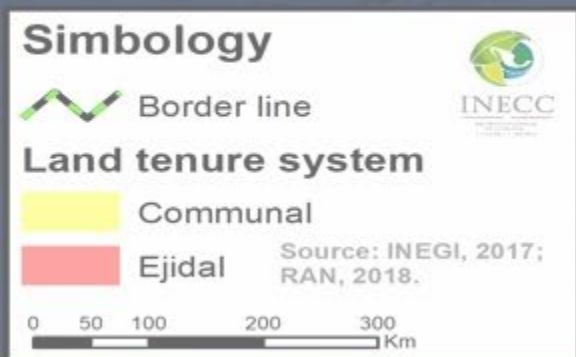 Simbology
INECC
Border line
Land tenure system
Communal
Ejidal
Source: INEGI, 2017;
RAN, 2018.
0 50 100 200 300
Km